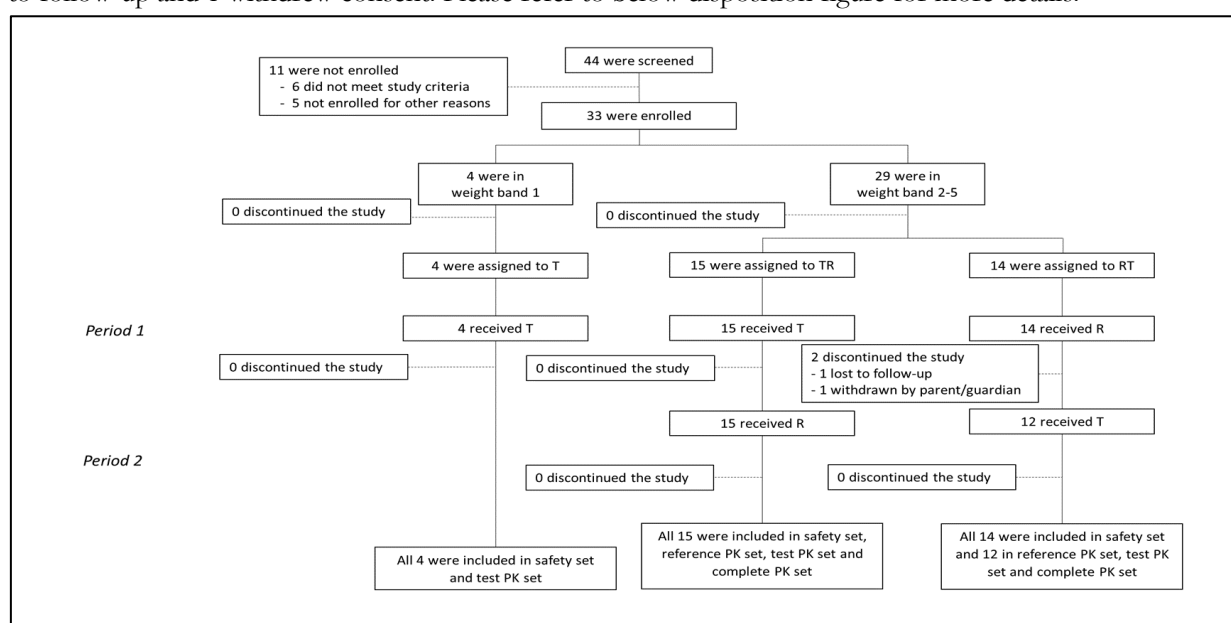 to follow-up and 1 withdrew consent. Please refer to below disposition figure for more details.
44 were screened
11 were not enrolled
- 6 did not meet study criteria
- 5 not enrolled for other reasons
33 were enrolled
4 were in
weight band 1
29 were in
weight band 2-5
0 discontinued the study
0 discontinued the study
4 were assigned to T
15 were assigned to TR
14 were assigned to RT
Period 1
4 received T
15 received T
14 received R
0 discontinued the study
0 discontinued the study
2 discontinued the study
- 1 lost to follow-up
- 1 withdrawn by parent/guardian
15 received R
12 received T
Period 2
0 discontinued the study
0 discontinued the study
All 4 were included in safety set
and test PK set
All 15 were included in safety set,
reference PK set, test PK set and
complete PK set
All 14 were included in safety set
and 12 in reference PK set, test PK
set and complete PK set